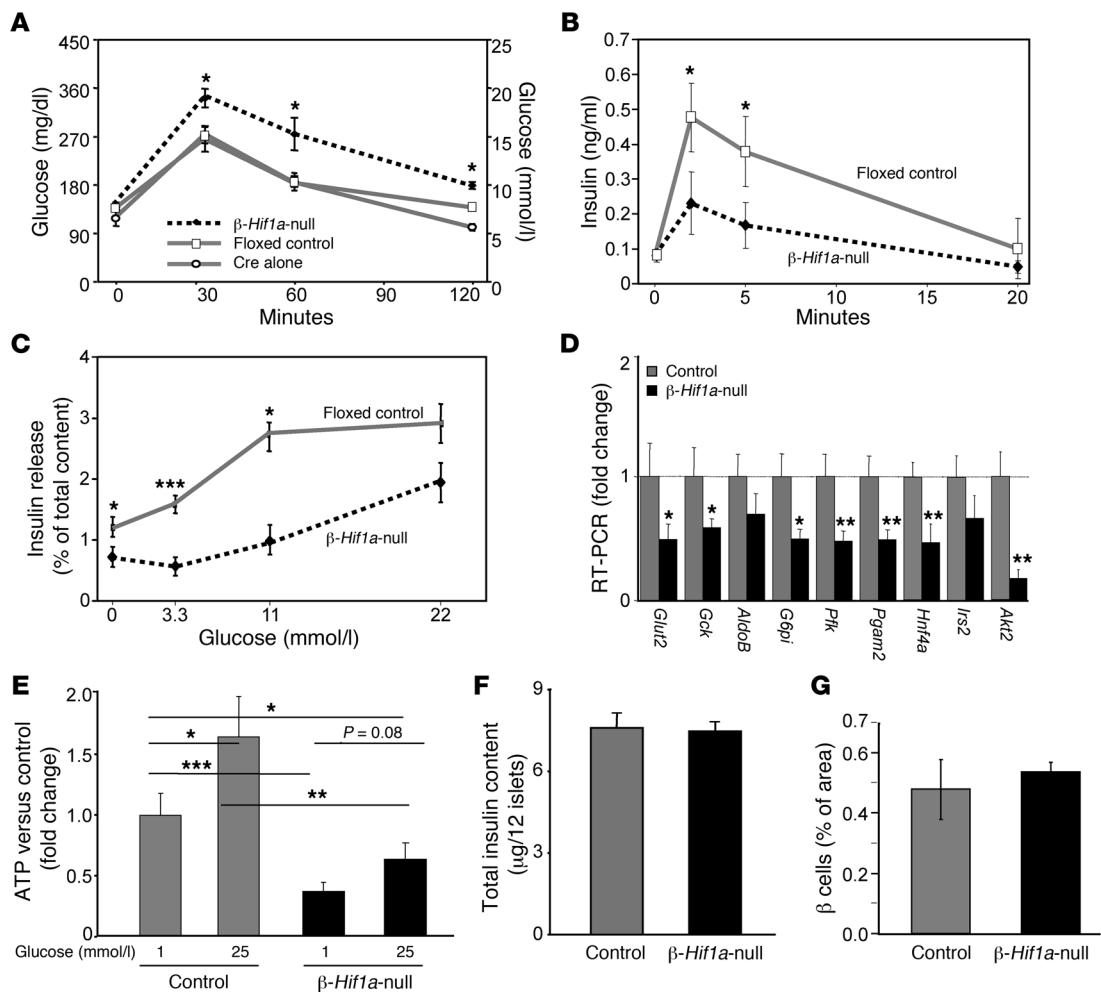 A
450
360
270
180
90
0
Glucose (mg/dl)
25
20
15
10
5
0
Glucose (mmol/l)
*
*
*
β-Hif1a-null
Floxed control
Cre alone
0
30
60
90
120
Minutes
B
0.7
0.6
0.5
0.4
0.3
0.2
0.1
0
Insulin (ng/ml)
*
*
Floxed control
β-Hif1a-null
0
5
10
15
20
Minutes
C
4
3
2
1
0
Insulin release
(% of total content)
*
***
*
Floxed control
β-Hif1a-null
0
3.3
11
22
Glucose (mmol/l)
D
2
1
0
RT-PCR (fold change)
Control
β-Hif1a-null
*
*
*
**
**
**
**
Glut2
Gck
AldoB
G6pi
Pfk
Pgam2
Hnf4a
Irs2
Akt2
E
2.0
1.5
1.0
0.5
0
ATP versus control
(fold change)
*
*
P = 0.08
***
**
Glucose (mmol/l)
1
25
1
25
Control
β-Hif1a-null
F
9
6
3
0
Total insulin content
(μg/12 islets)
Control
β-Hif1a-null
G
0.7
0.6
0.4
0.2
0.0
β cells (% of area)
Control
β-Hif1a-null